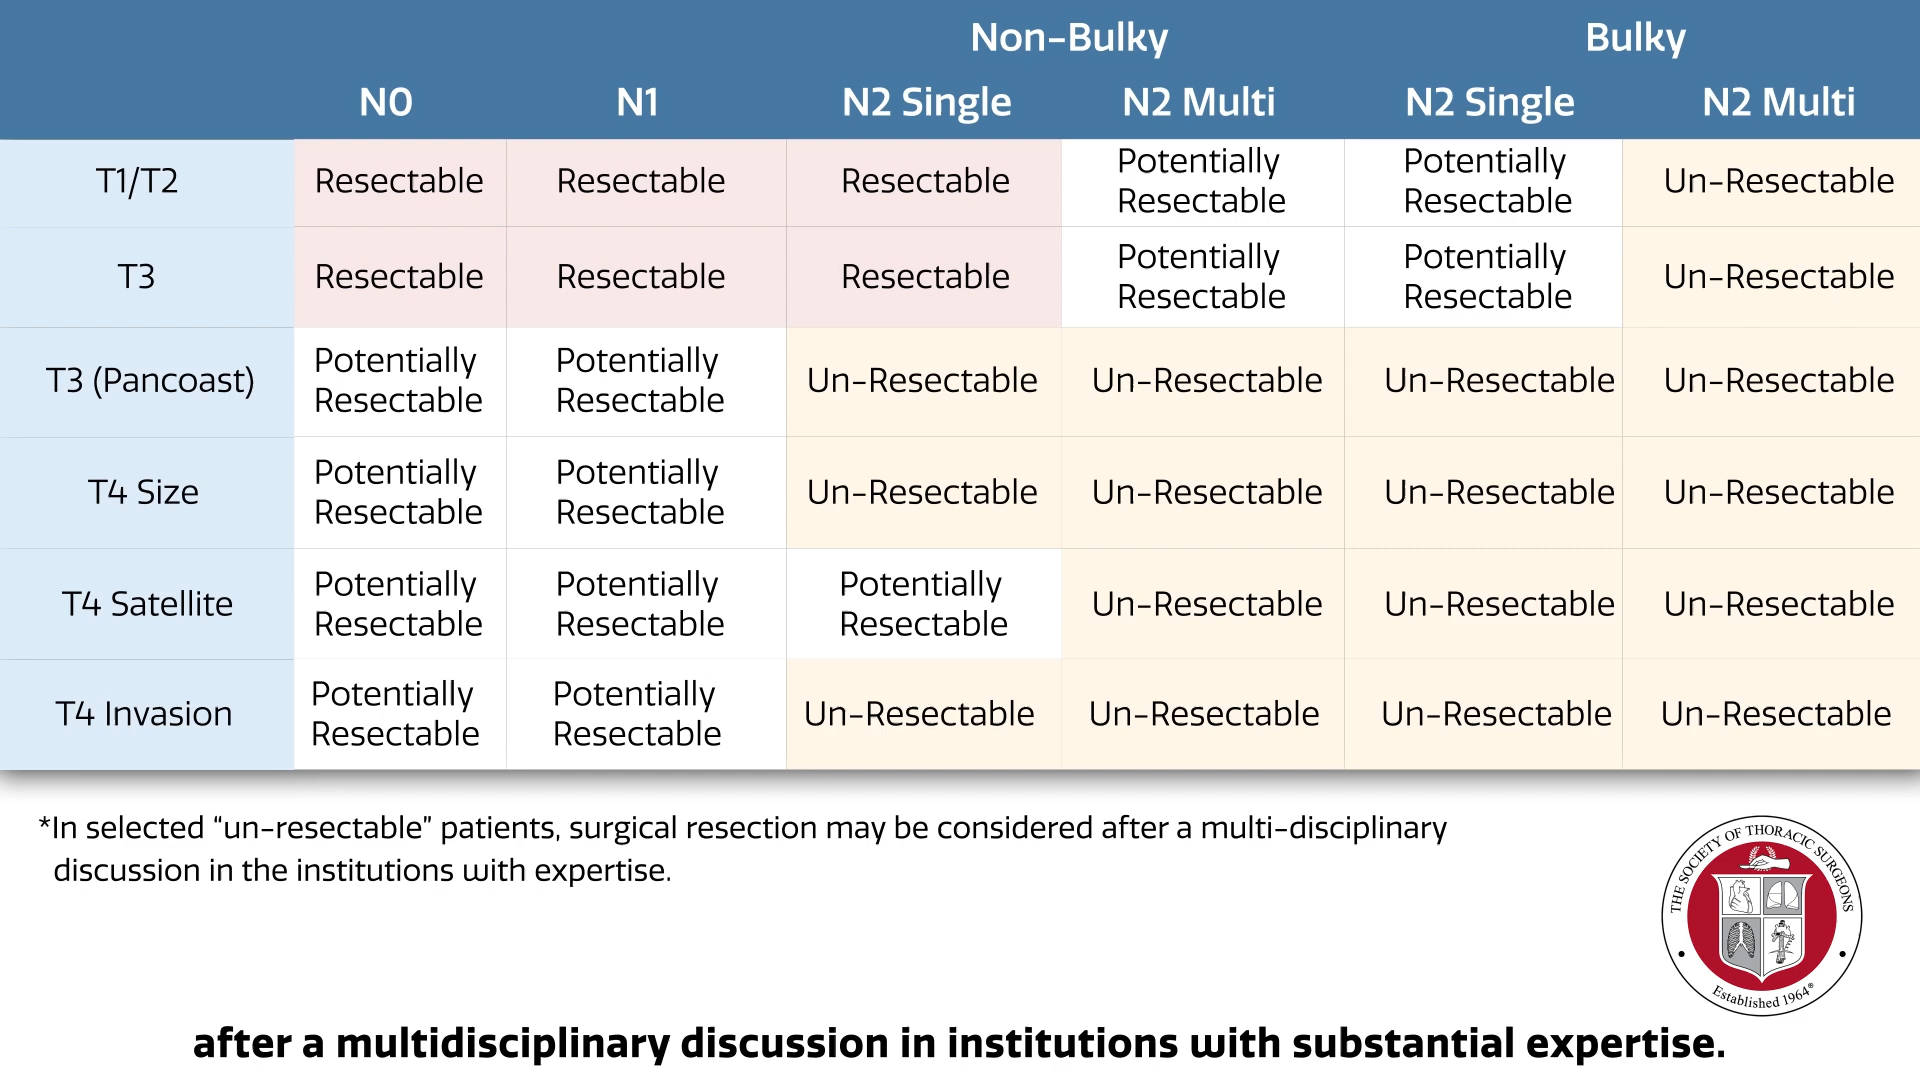 Non-Bulky Bulky
N0 N1 N2 Single N2 Multi N2 Single N2 Multi
T1/T2 Resectable Resectable Resectable Potentially Resectable Potentially Resectable Un-Resectable
T3 Resectable Resectable Resectable Potentially Resectable Potentially Resectable Un-Resectable
T3 (Pancoast) Potentially Resectable Potentially Resectable Un-Resectable Un-Resectable Un-Resectable Un-Resectable
T4 Size Potentially Resectable Potentially Resectable Un-Resectable Un-Resectable Un-Resectable Un-Resectable
T4 Satellite Potentially Resectable Potentially Resectable Potentially Resectable Un-Resectable Un-Resectable Un-Resectable
T4 Invasion Potentially Resectable Potentially Resectable Un-Resectable Un-Resectable Un-Resectable Un-Resectable
*In selected “un-resectable” patients, surgical resection may be considered after a multi-disciplinary
discussion in the institutions with expertise.
THE SOCIETY OF THORACIC SURGEONS
Established 1964®
after a multidisciplinary discussion in institutions with substantial expertise.